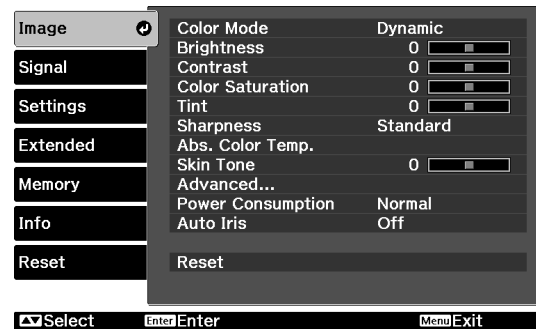 Image
Signal
Settings
Extended
Memory
Info
Reset
Color Mode Dynamic
Brightness 0
Contrast 0
Color Saturation 0
Tint 0
Sharpness Standard
Abs. Color Temp.
Skin Tone 0
Advanced...
Power Consumption Normal
Auto Iris Off
Reset
Select Enter Enter Menu Exit